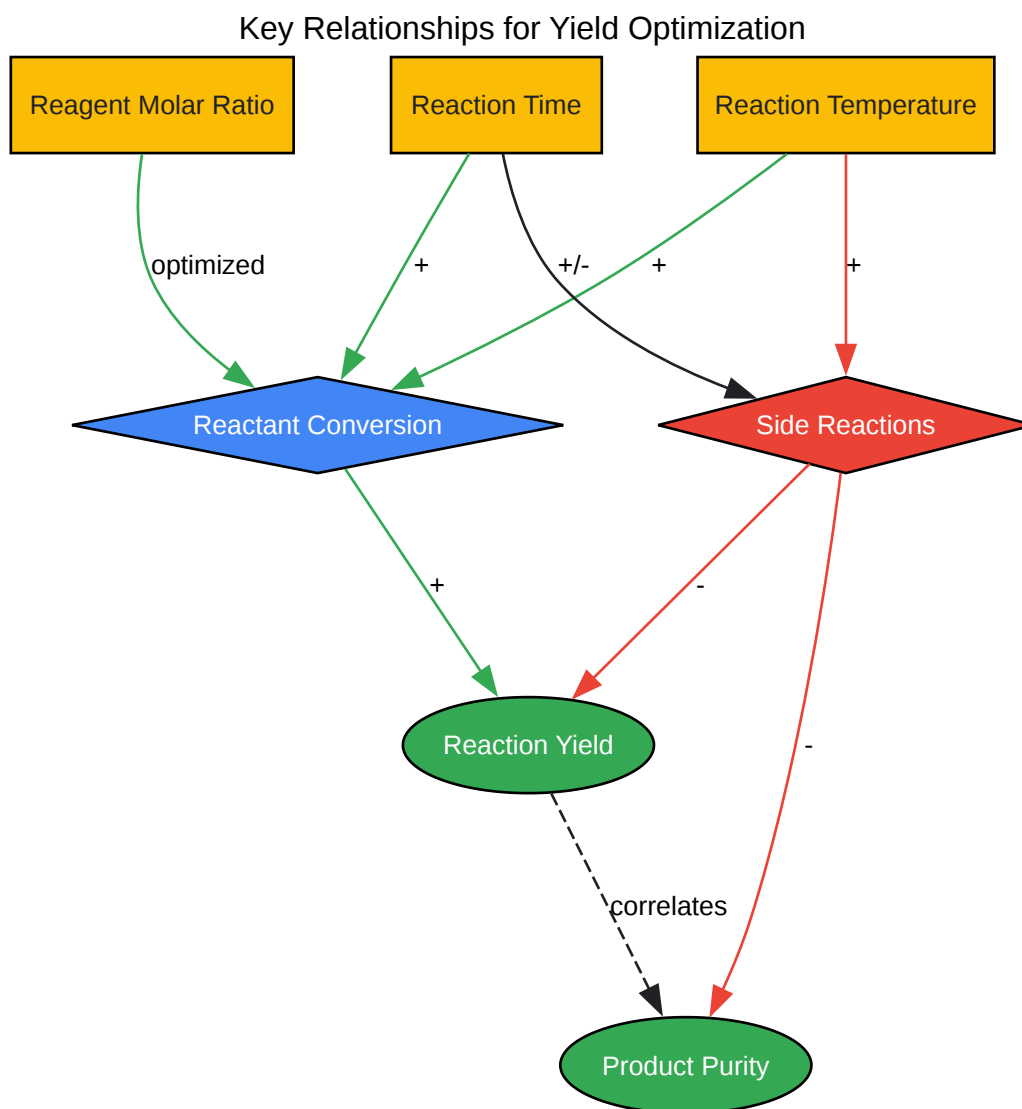 Key Relationships for Yield Optimization
Reagent Molar Ratio
Reaction Time
Reaction Temperature
optimized
+
+/-
+
+
Reactant Conversion
Side Reactions
+
-
Reaction Yield
-
correlates
Product Purity